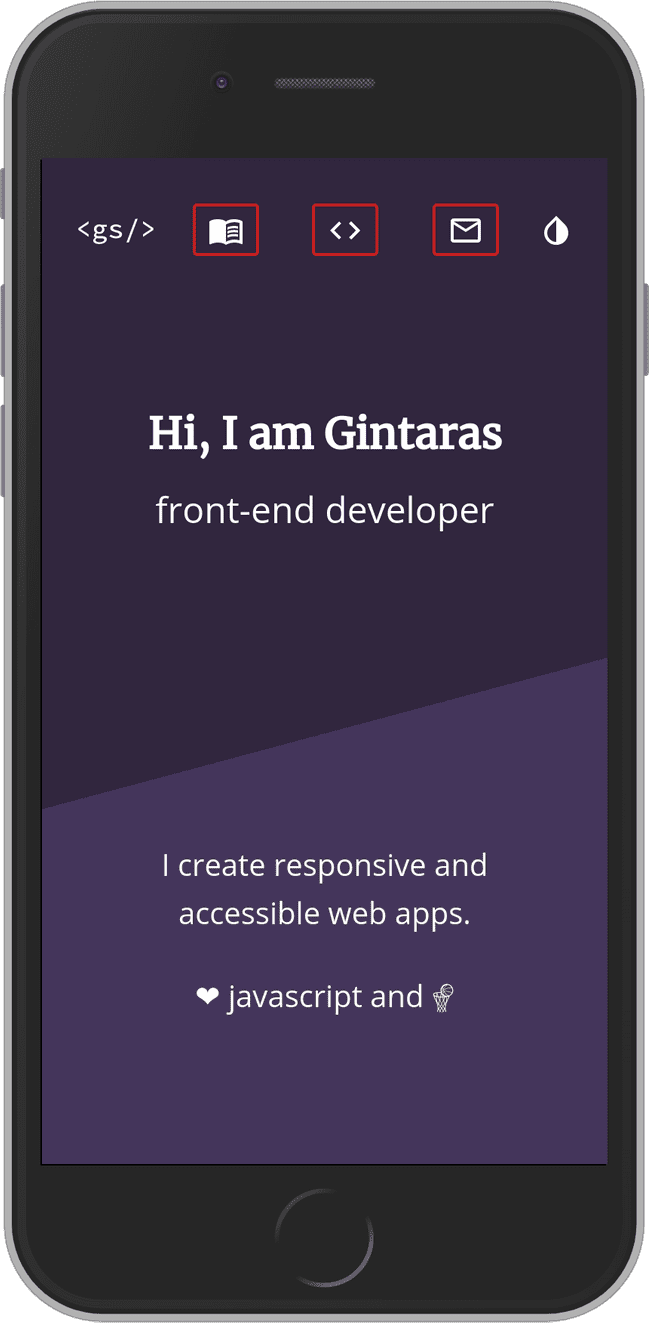 <gs/>
Hi, I am Gintaras
front-end developer
I create responsive and
accessible web apps.
❤ javascript and